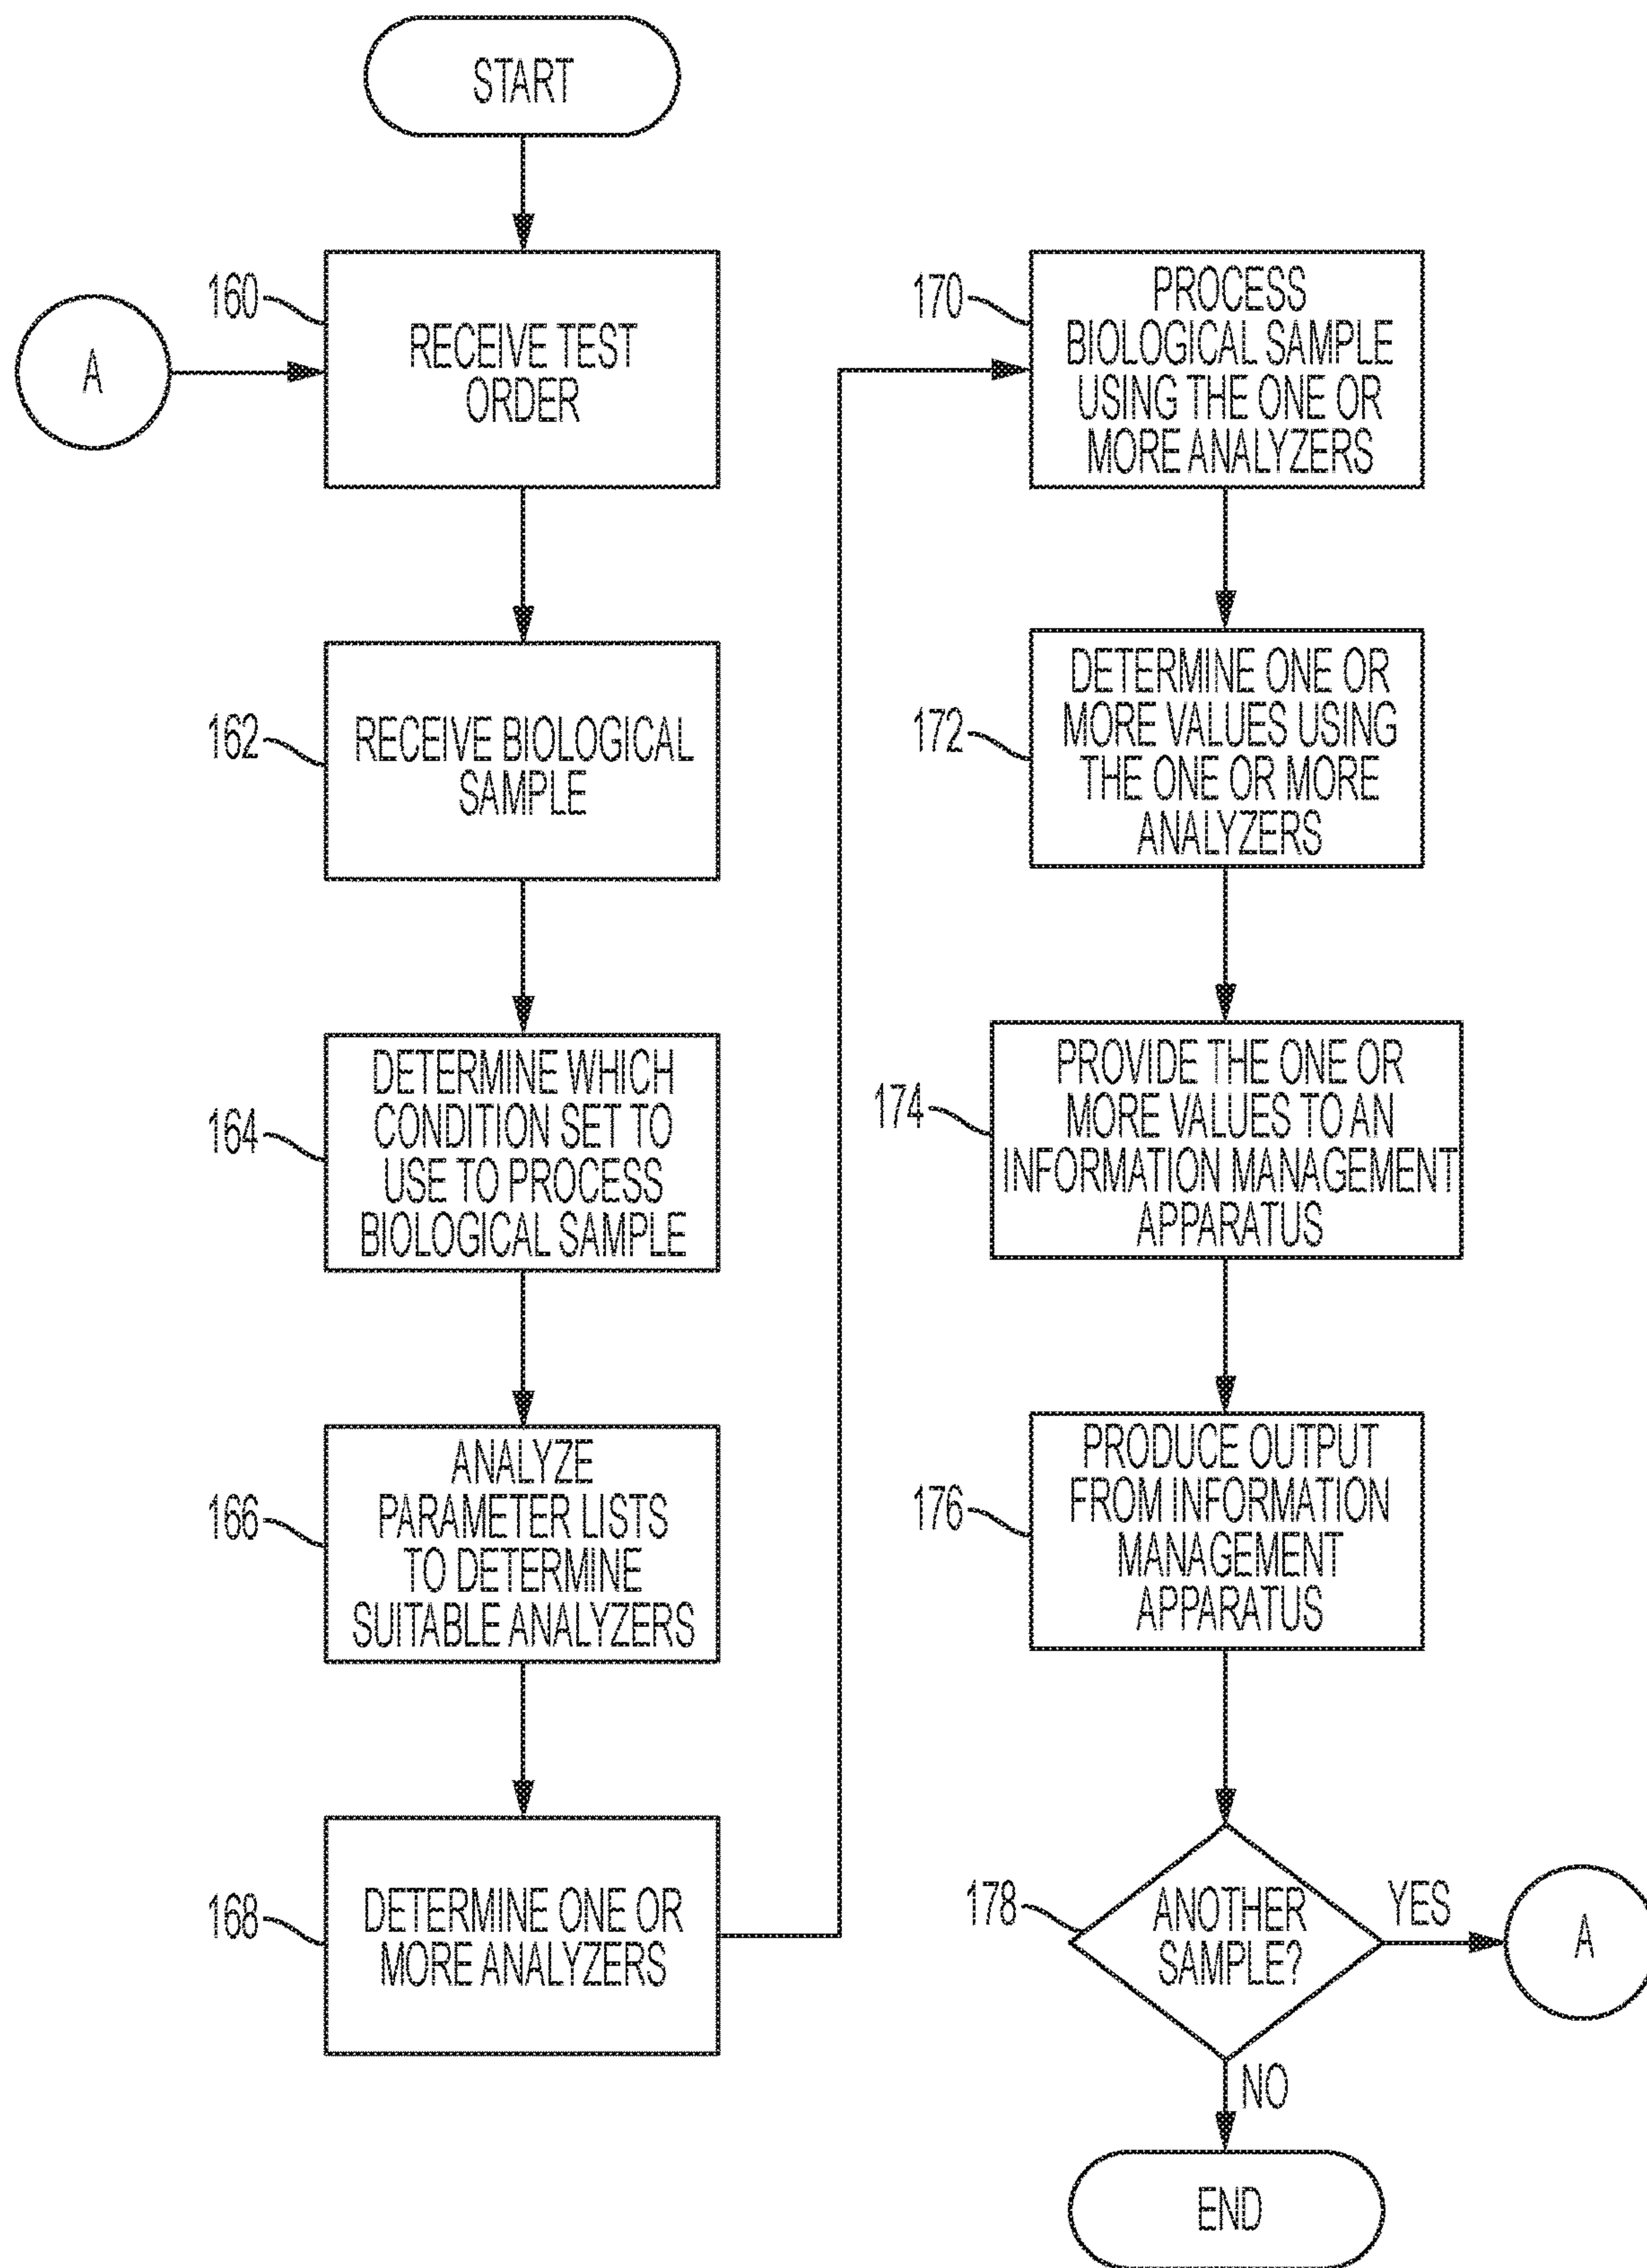 START
A
160
RECEIVE TEST
ORDER
162
RECEIVE BIOLOGICAL
SAMPLE
164
DETERMINE WHICH
CONDITION SET TO
USE TO PROCESS
BIOLOGICAL SAMPLE
166
ANALYZE
PARAMETER LISTS
TO DETERMINE
SUITABLE ANALYZERS
168
DETERMINE ONE OR
MORE ANALYZERS
170
PROCESS
BIOLOGICAL SAMPLE
USING THE ONE OR
MORE ANALYZERS
172
DETERMINE ONE OR
MORE VALUES USING
THE ONE OR MORE
ANALYZERS
174
PROVIDE THE ONE OR
MORE VALUES TO AN
INFORMATION MANAGEMENT
APPARATUS
176
PRODUCE OUTPUT
FROM INFORMATION
MANAGEMENT
APPARATUS
178
ANOTHER
SAMPLE?
YES
A
NO
END